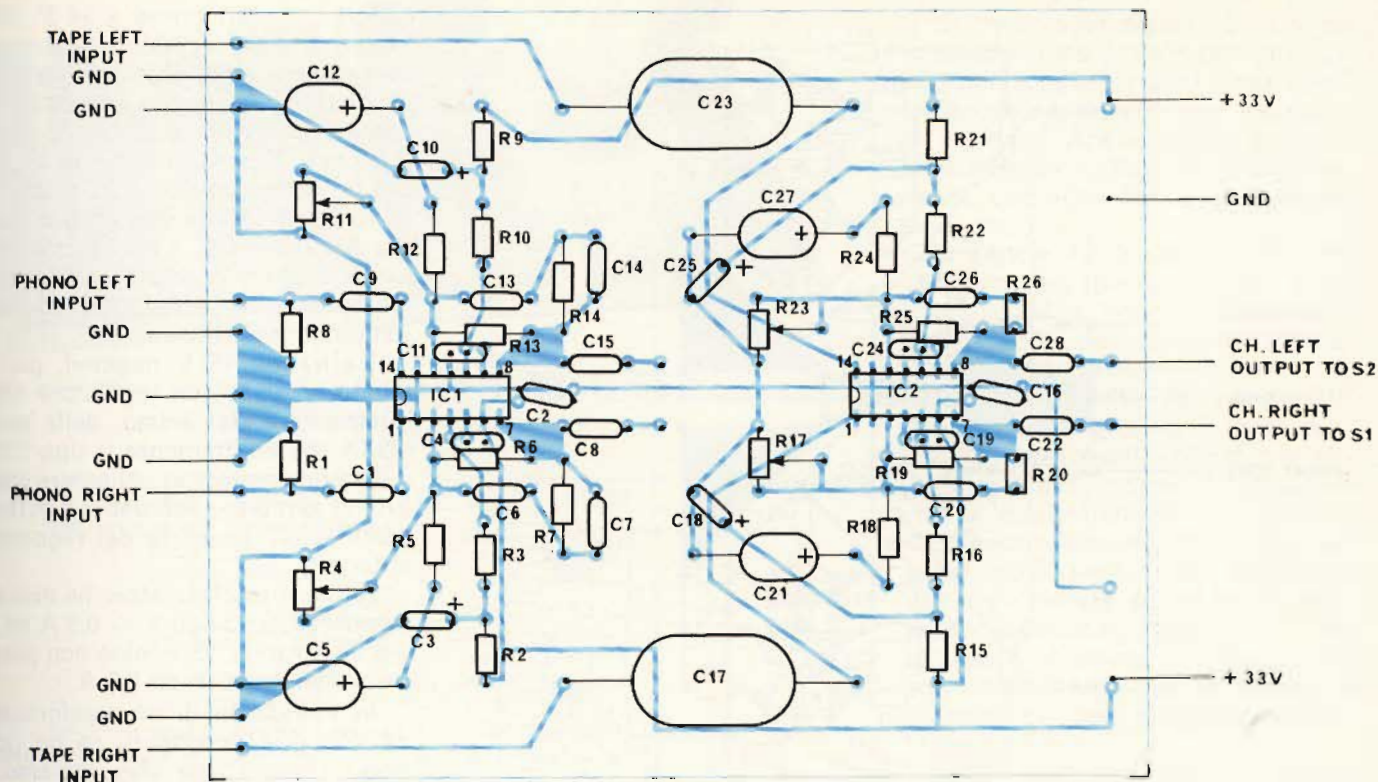 TAPE LEFT
INPUT
GND
GND
C12
C10
+
R9
C23
R21
+33V
R11
R12
R10
C27
+
C25
+
R24
R22
GND
PHONO LEFT
INPUT
GND
C9
R8
C13
R14
C14
R23
C26
R26
R25
C11
R13
C15
C24
C28
14
8
IC1
1
7
14
8
IC2
1
7
CH. LEFT
OUTPUT TO S2
GND
C2
C16
GND
C4
R6
C8
R17
C19
C22
CH. RIGHT
OUTPUT TO S1
PHONO RIGHT
INPUT
R1
C1
C6
R7
C7
R19
C20
R20
R5
R3
C18
+
R18
R16
R4
C3
+
C21
+
GND
GND
C5
+
R2
C17
R15
+33V
TAPE RIGHT
INPUT